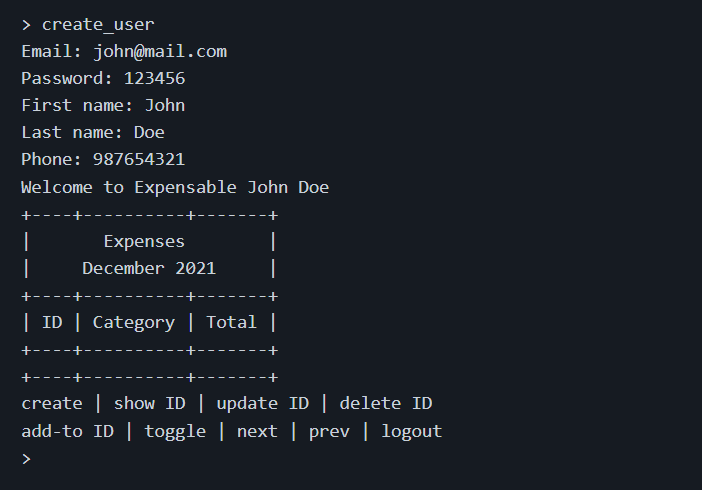 > create_user
Email: john@mail.com
Password: 123456
First name: John
Last name: Doe
Phone: 987654321
Welcome to Expensable John Doe
+----+----------+-------+
|       Expenses        |
|     December 2021     |
+----+----------+-------+
| ID | Category | Total |
+----+----------+-------+
+----+----------+-------+
create | show ID | update ID | delete ID
add-to ID | toggle | next | prev | logout
>